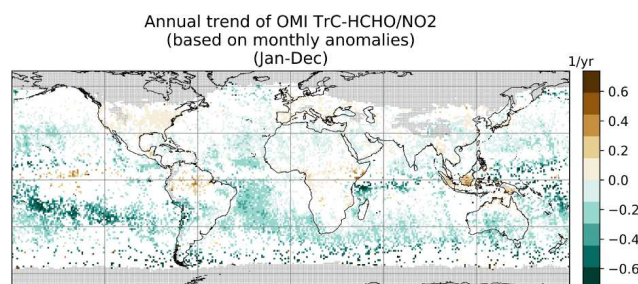 Annual trend of OMI TrC-HCHO/NO2
(based on monthly anomalies)
(Jan-Dec)
1/yr
0.6
0.4
0.2
0.0
−0.2
−0.4
−0.6